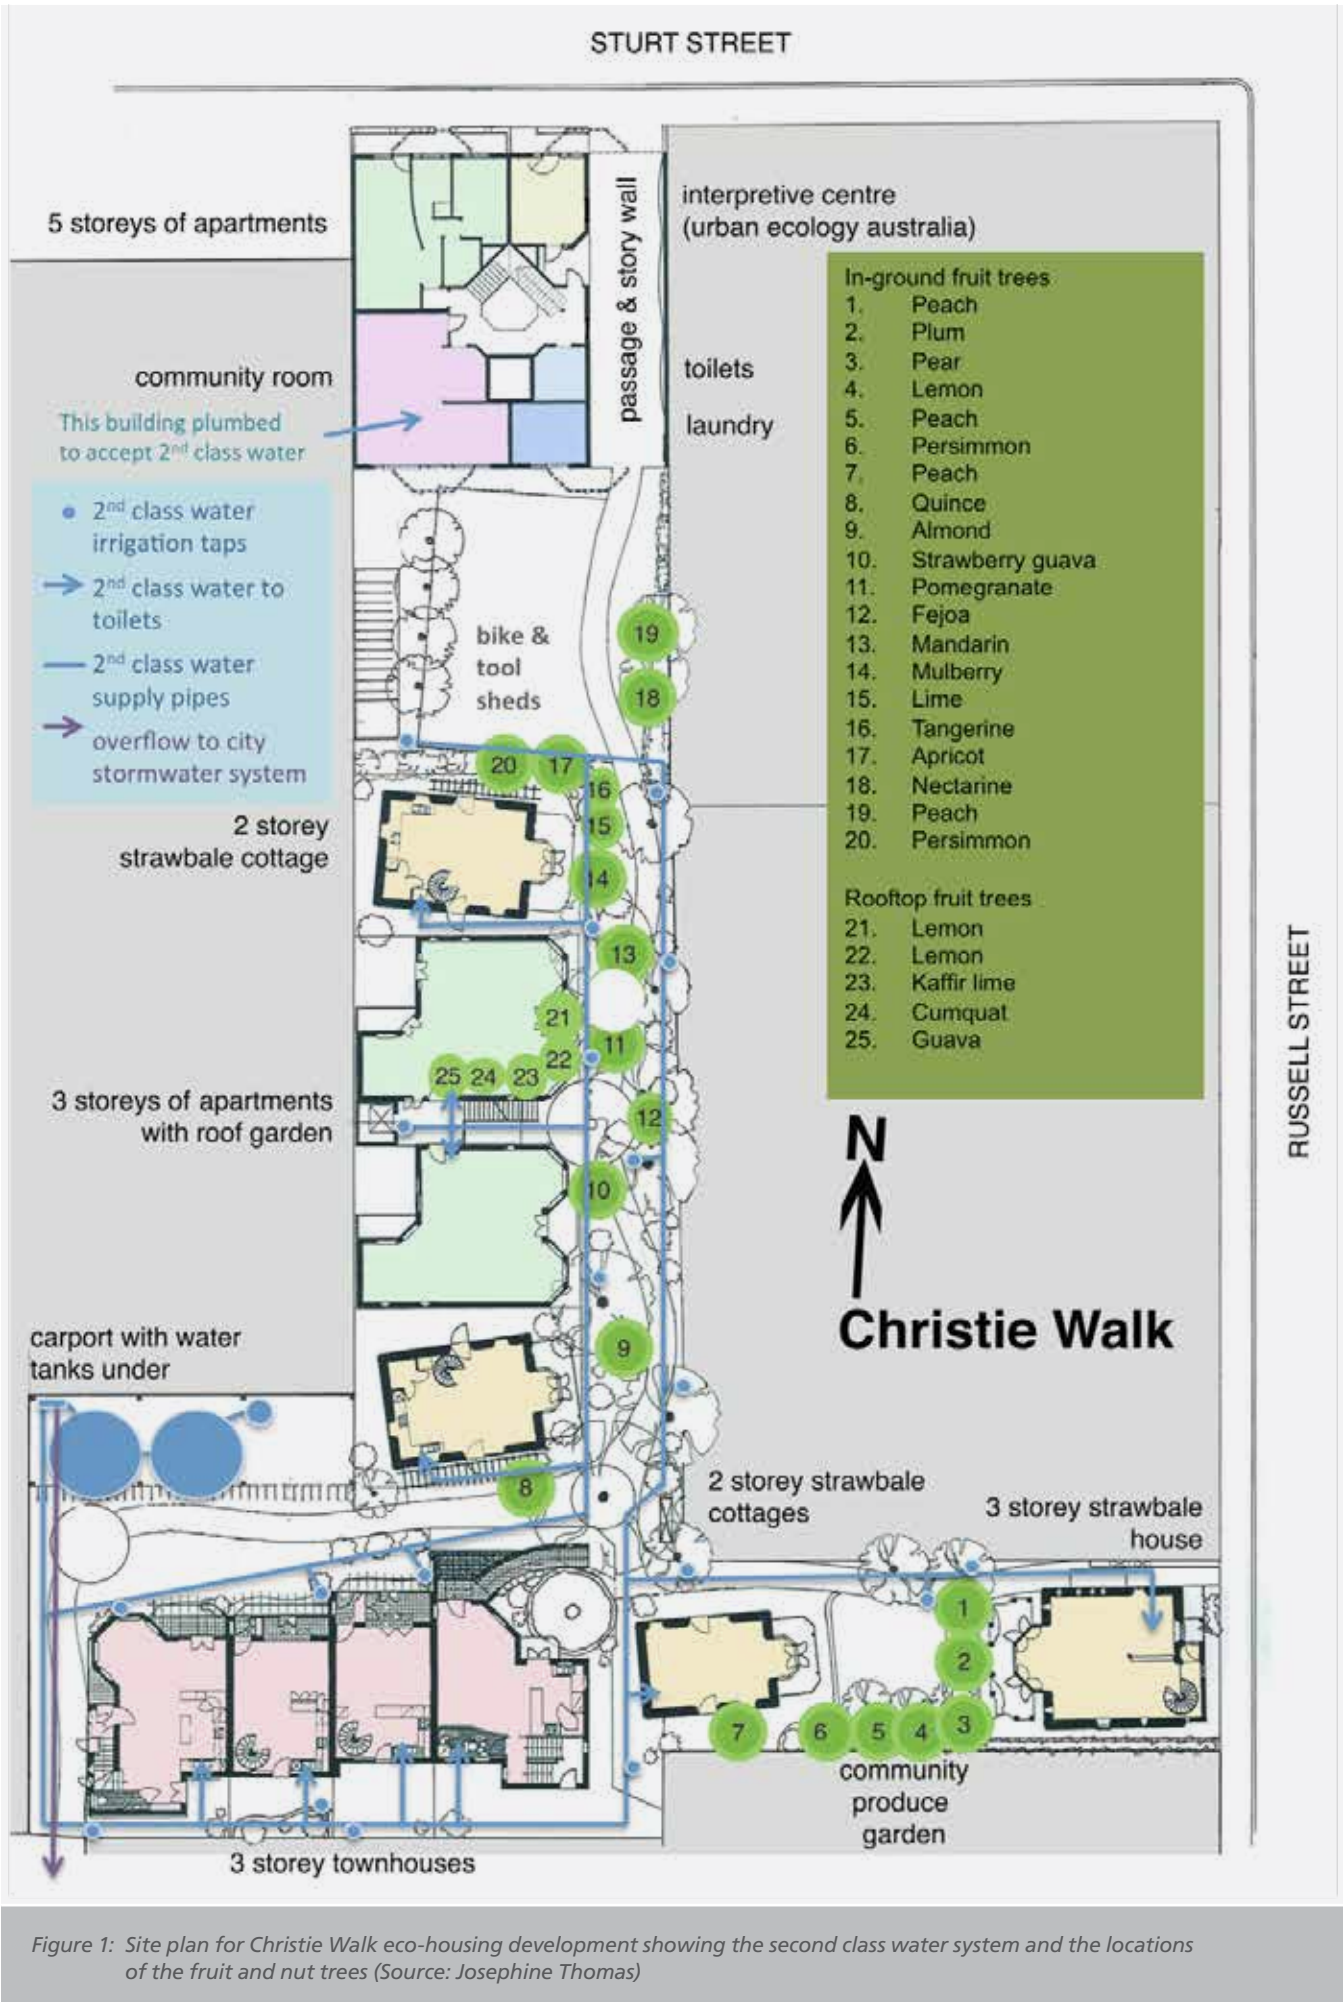 STURT STREET
5 storeys of apartments
passage & story wall
interpretive centre
(urban ecology australia)
community room
This building plumbed
to accept 2nd class water
toilets
laundry
2nd class water
irrigation taps
2nd class water to
toilets
2nd class water
supply pipes
overflow to city
stormwater system
In-ground fruit trees
1. Peach
2. Plum
3. Pear
4. Lemon
5. Peach
6. Persimmon
7. Peach
8. Quince
9. Almond
10. Strawberry guava
11. Pomegranate
12. Fejoa
13. Mandarin
14. Mulberry
15. Lime
16. Tangerine
17. Apricot
18. Nectarine
19. Peach
20. Persimmon
Rooftop fruit trees
21. Lemon
22. Lemon
23. Kaffir lime
24. Cumquat
25. Guava
bike &
tool
sheds
19
18
20
17
16
15
14
13
21
11
22
25
24
23
12
10
9
8
2 storey
strawbale cottage
3 storeys of apartments
with roof garden
RUSSELL STREET
N
Christie Walk
carport with water
tanks under
2 storey strawbale
cottages
3 storey strawbale
house
1
2
3
4
5
6
7
community
produce
garden
3 storey townhouses
Figure 1: Site plan for Christie Walk eco-housing development showing the second class water system and the locations
of the fruit and nut trees (Source: Josephine Thomas)